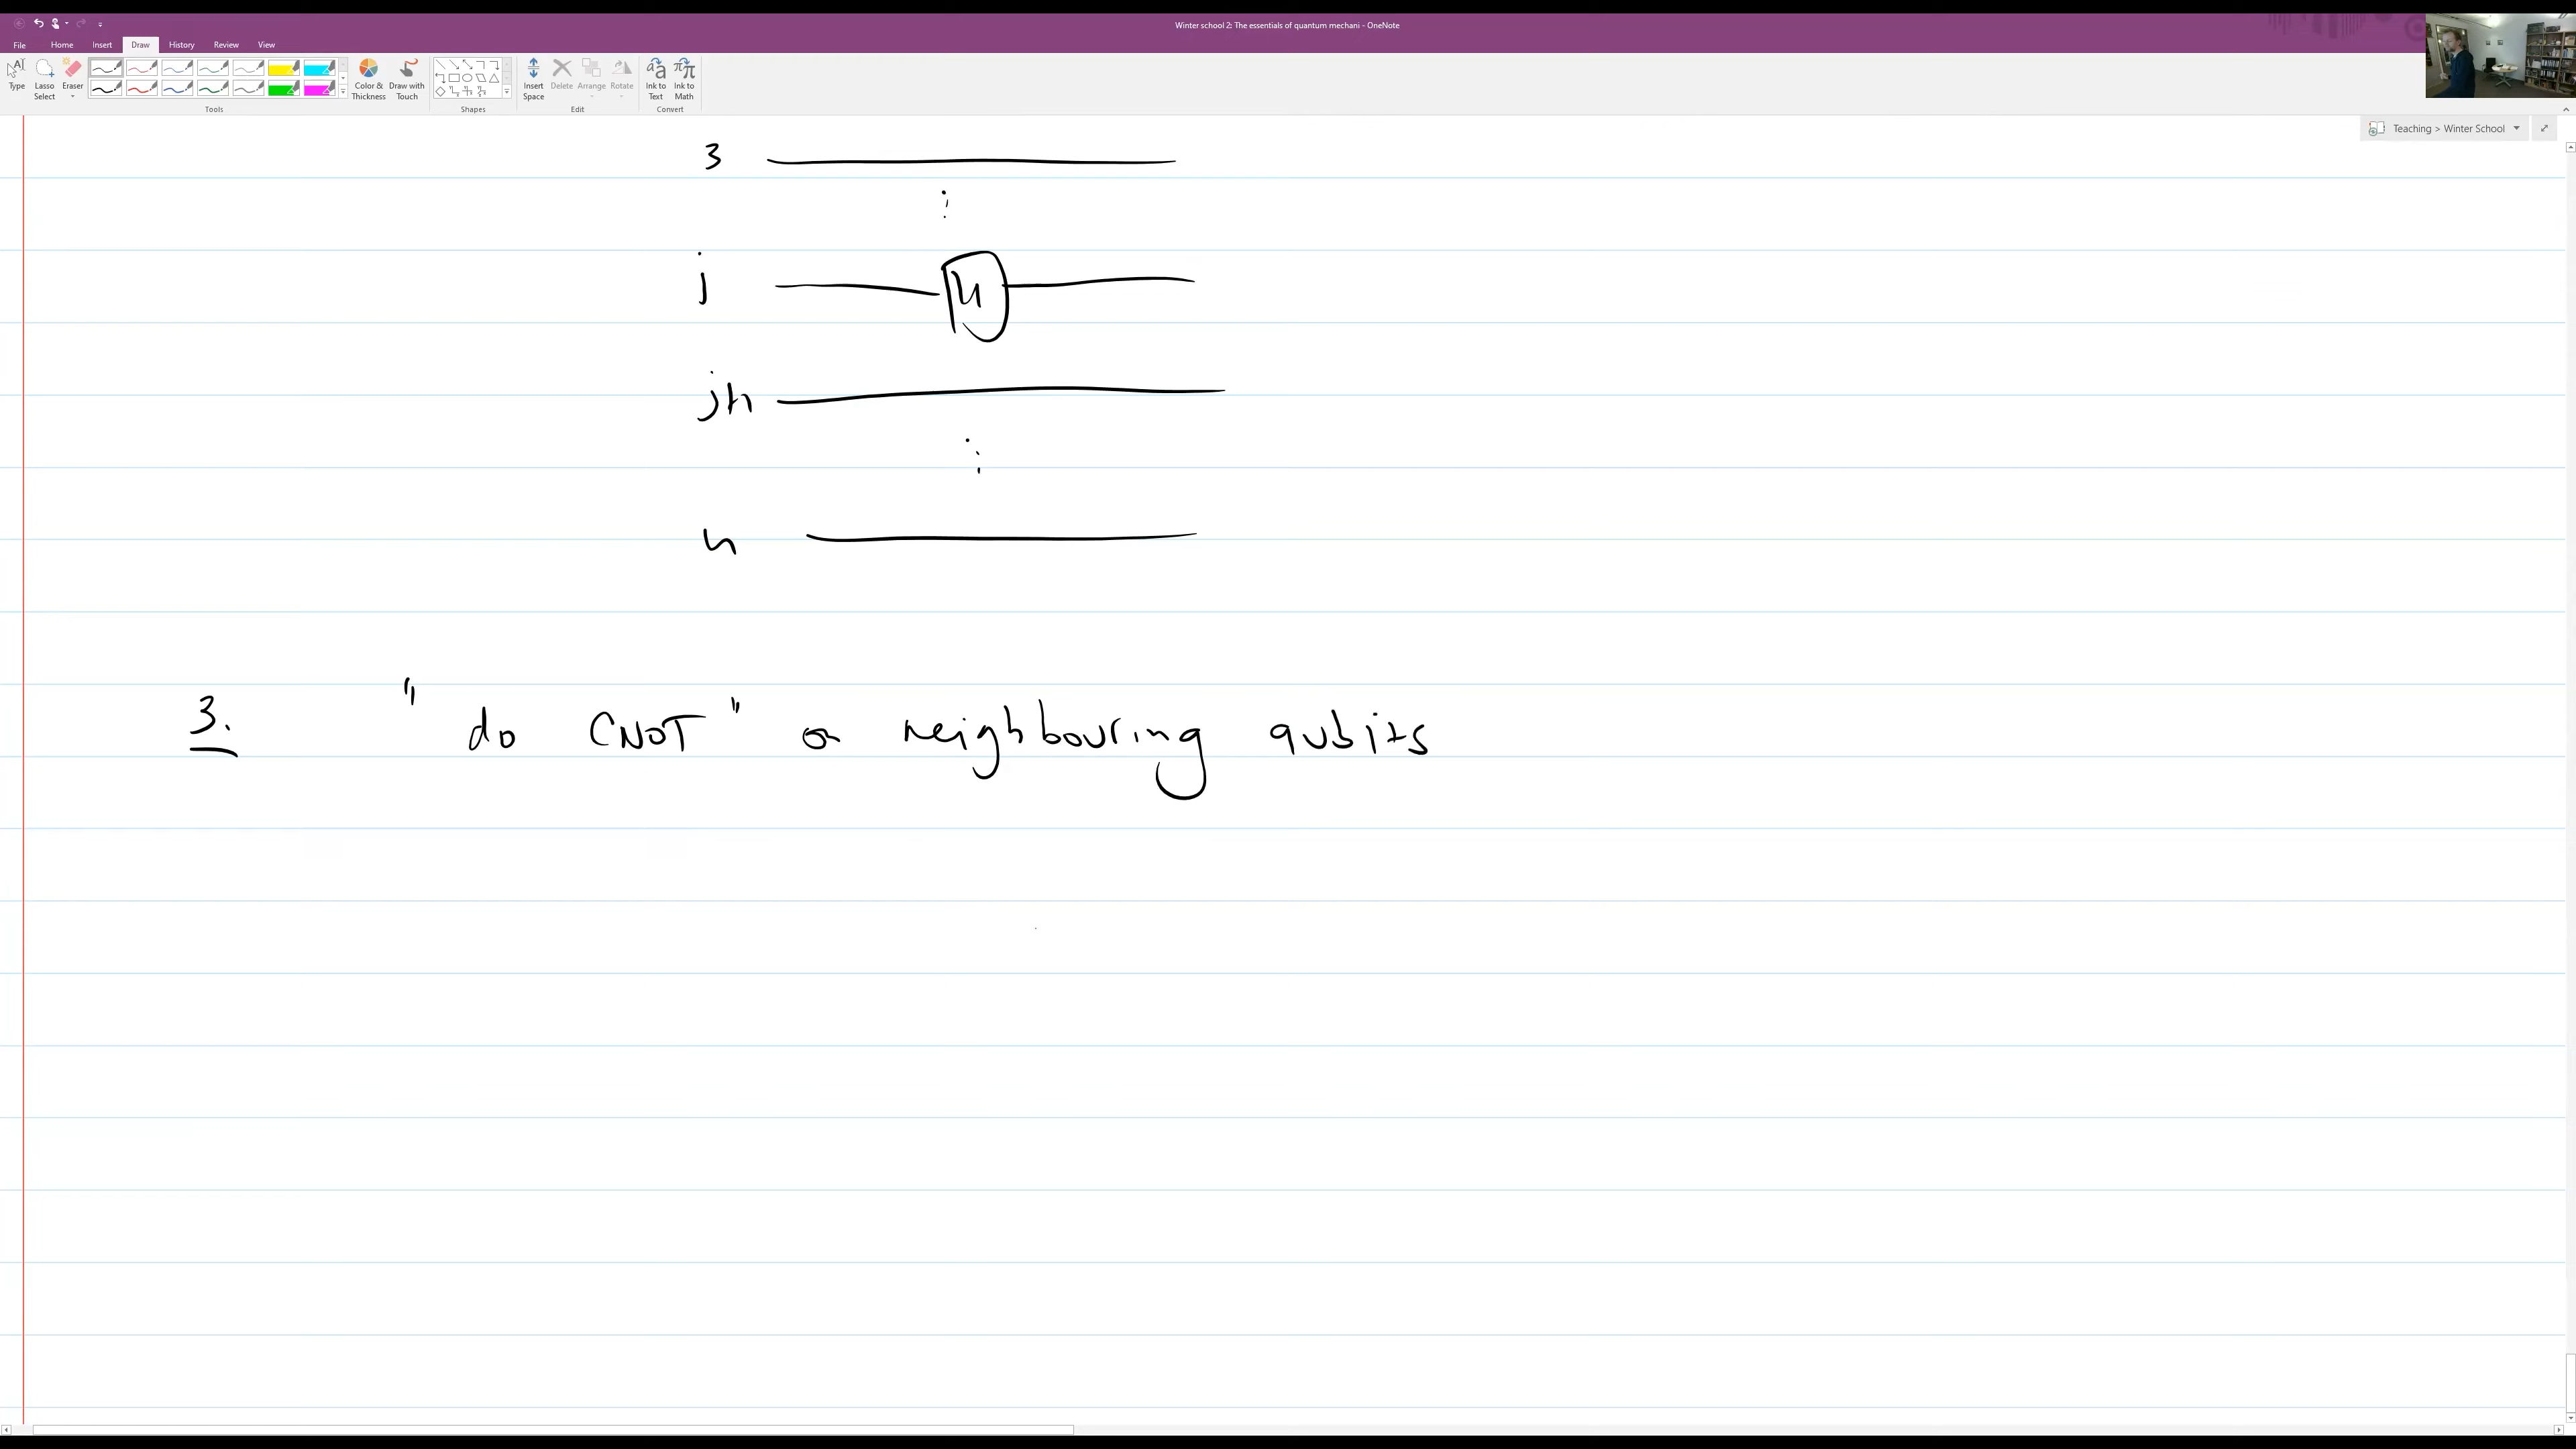 Winter school 2: The essentials of quantum mechani - OneNote
File Home Insert Draw History Review View
Type Lasso Select Eraser Color & Thickness Draw with Touch Insert Space Delete Arrange Rotate Ink to Text Ink to Math
Tools Shapes Edit Convert
Teaching > Winter School
3
j
U
j+1
n
3. "do CNOT" on neighbouring qubits